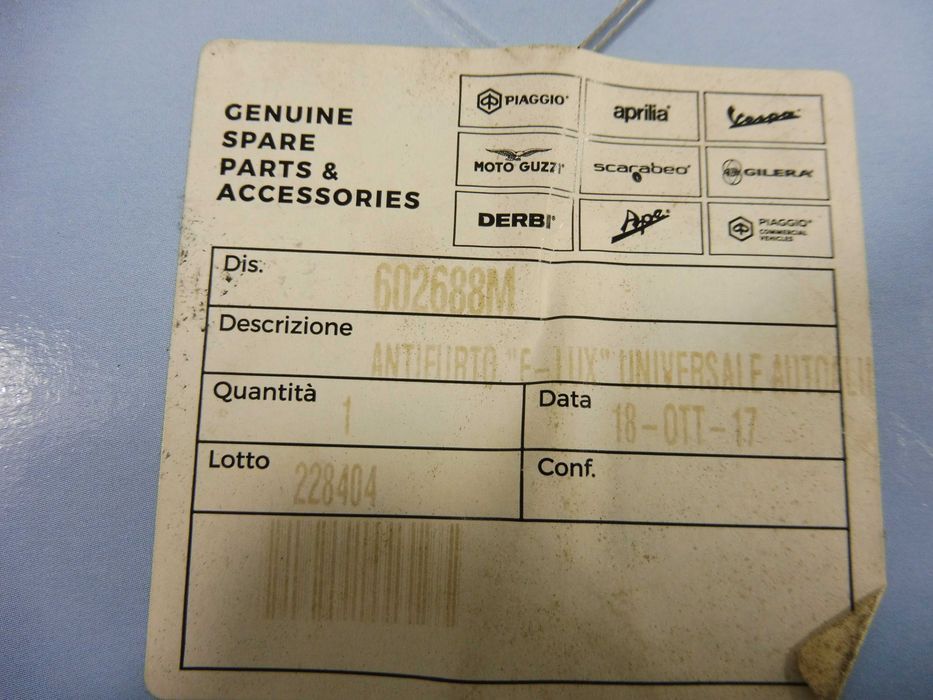 GENUINE
SPARE
PARTS &
ACCESSORIES
PIAGGIO® aprilia® Vespa®
MOTO GUZZI® scarabeo® GILERA®
DERBI® Ape® PIAGGIO®
COMMERCIAL
VEHICLES
Dis. 602688M
Descrizione
ANTIFURTO "E-LUX" UNIVERSALE
Quantità 1 Data 18-OTT-17
Lotto 228404 Conf.